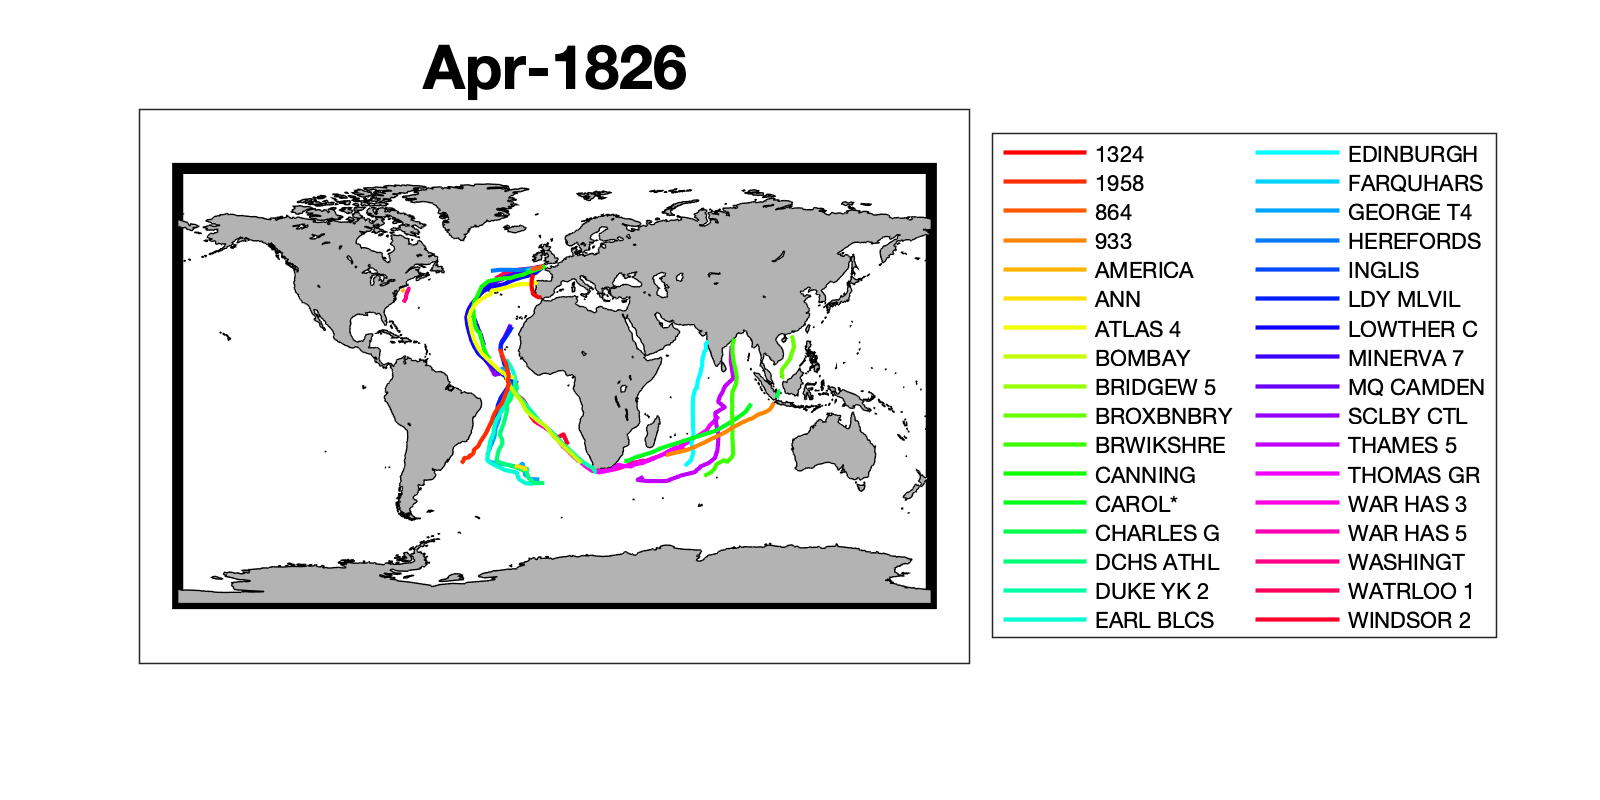 Apr-1826
1324
1958
864
933
AMERICA
ANN
ATLAS 4
BOMBAY
BRIDGEW 5
BROXBNBRY
BRWIKSHRE
CANNING
CAROL*
CHARLES G
DCHS ATHL
DUKE YK 2
EARL BLCS
EDINBURGH
FARQUHARS
GEORGE T4
HEREFORDS
INGLIS
LDY MLVIL
LOWTHER C
MINERVA 7
MQ CAMDEN
SCLBY CTL
THAMES 5
THOMAS GR
WAR HAS 3
WAR HAS 5
WASHINGT
WATRLOO 1
WINDSOR 2